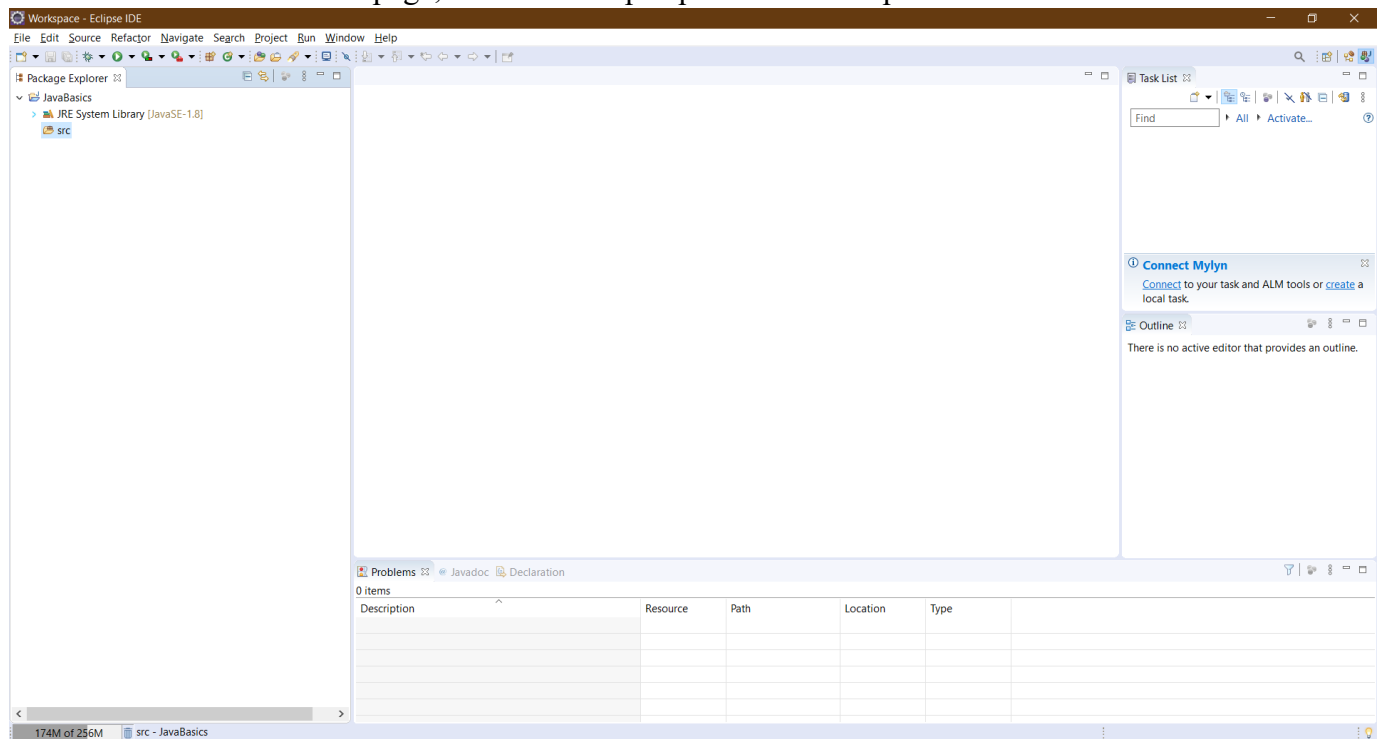 Workspace - Eclipse IDE
File Edit Source Refactor Navigate Search Project Run Window Help
Package Explorer
JavaBasics
JRE System Library [JavaSE-1.8]
src
Task List
Find All Activate...
Connect Mylyn
Connect to your task and ALM tools or create a
local task.
Outline
There is no active editor that provides an outline.
Problems Javadoc Declaration
0 items
Description Resource Path Location Type
174M of 256M src - JavaBasics